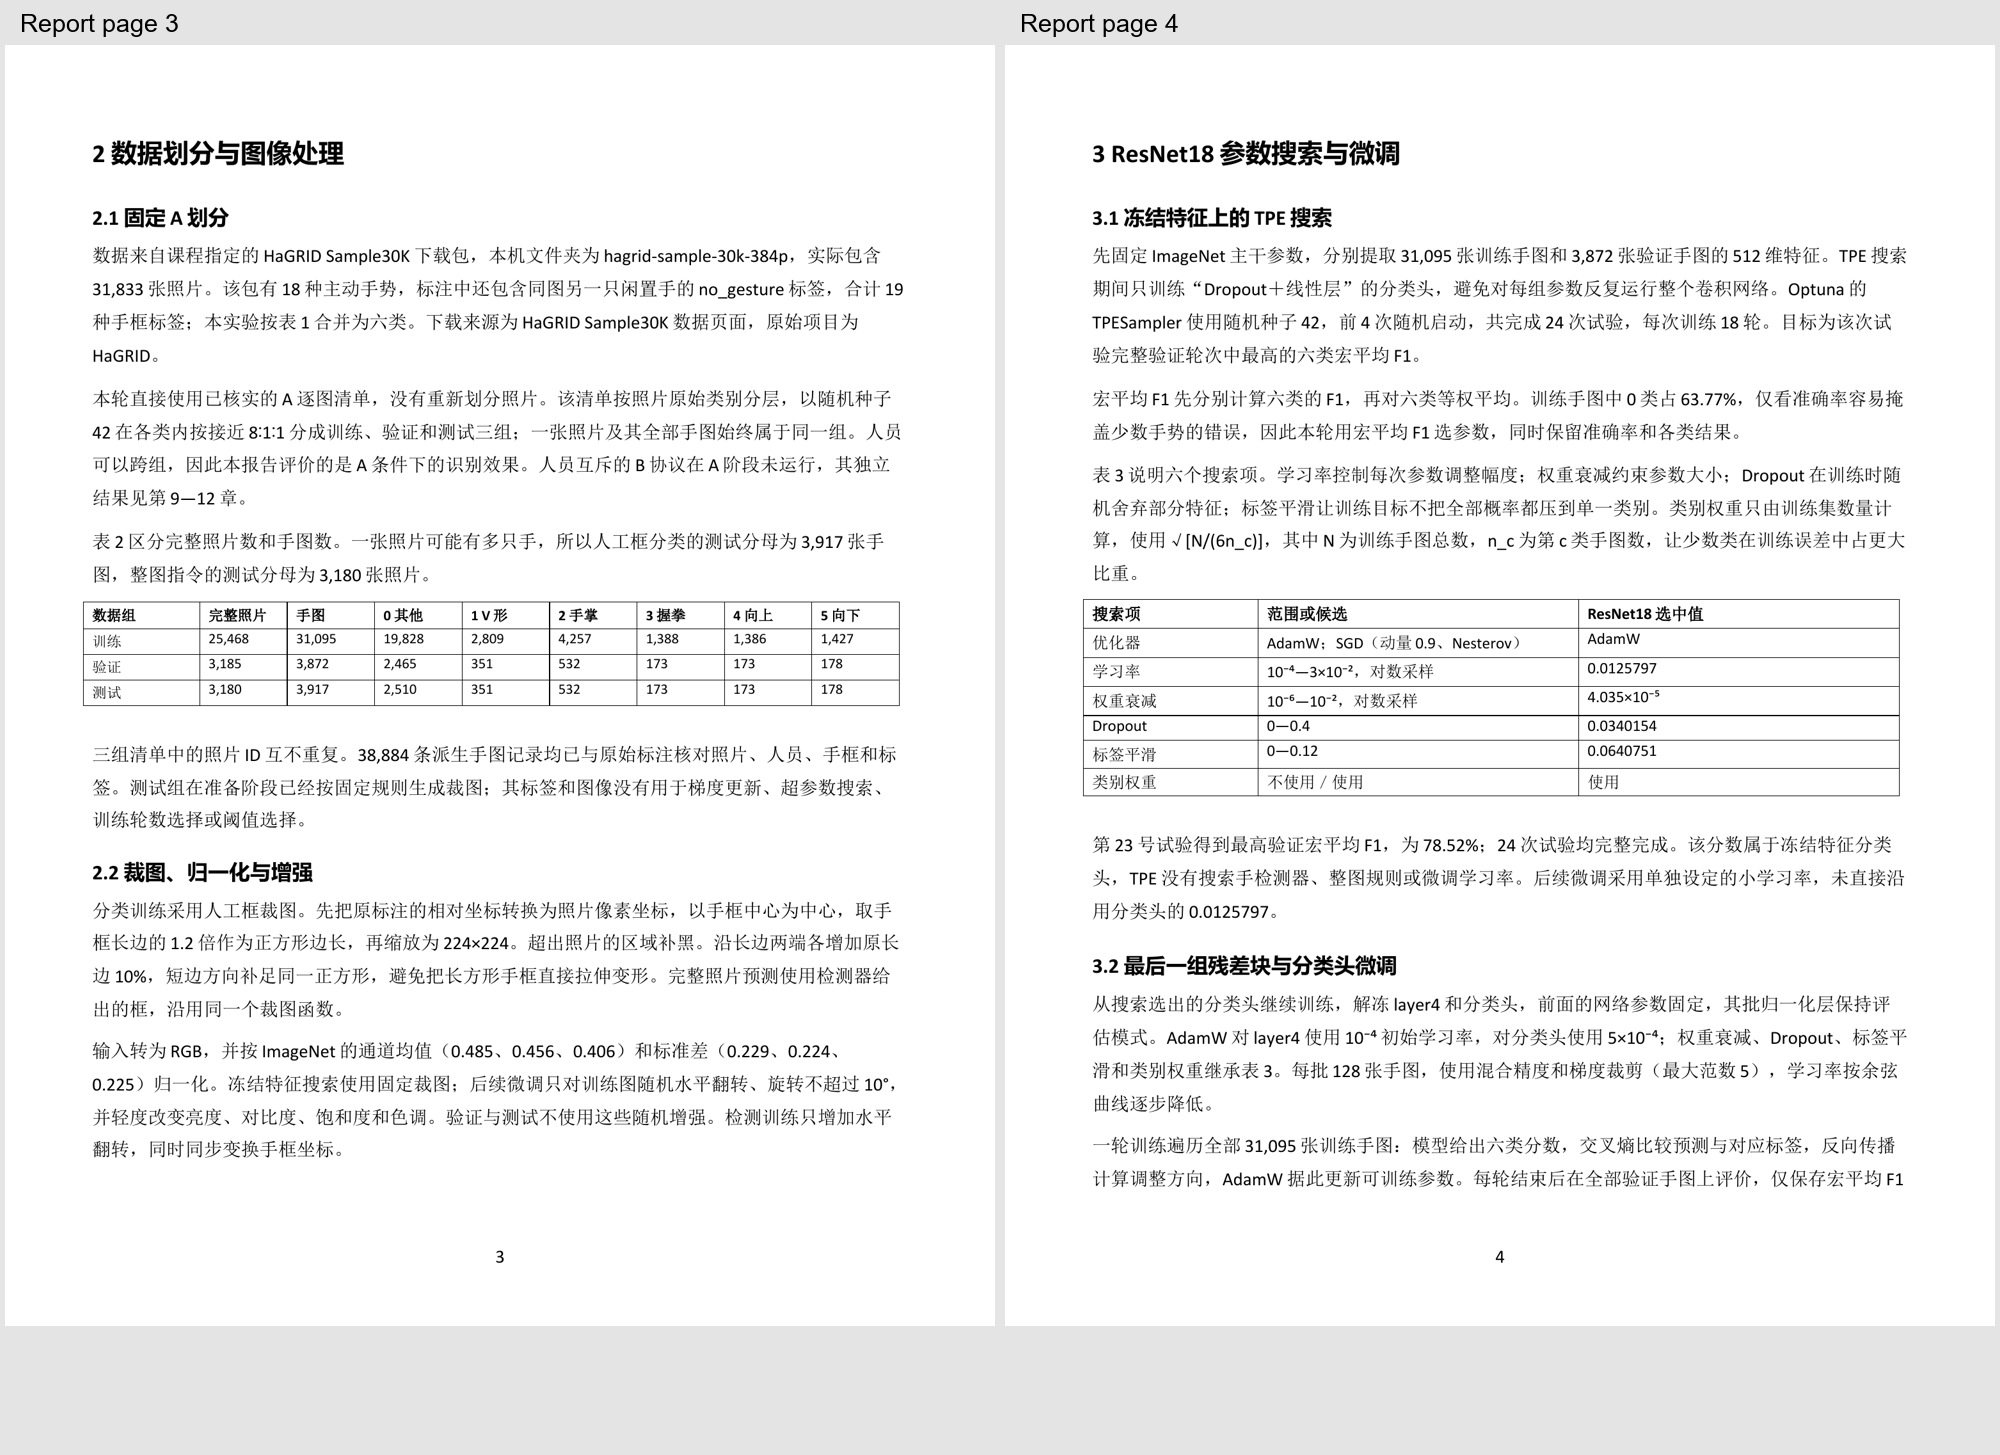 Report page 3
2 数据划分与图像处理
2.1 固定 A 划分
数据来自课程指定的 HaGRID Sample30K 下载包，本机文件夹为 hagrid-sample-30k-384p，实际包含
31,833 张照片。该包有 18 种主动手势，标注中还包含同图另一只闲置手的 no_gesture 标签，合计 19
种手框标签；本实验按表 1 合并为六类。下载来源为 HaGRID Sample30K 数据页面，原始项目为
HaGRID。
本轮直接使用已核实的 A 逐图清单，没有重新划分照片。该清单按照片原始类别分层，以随机种子
42 在各类内按接近 8:1:1 分成训练、验证和测试三组；一张照片及其全部手图始终属于同一组。人员
可以跨组，因此本报告评价的是 A 条件下的识别效果。人员互斥的 B 协议在 A 阶段未运行，其独立
结果见第 9—12 章。
表 2 区分完整照片数和手图数。一张照片可能有多只手，所以人工框分类的测试分母为 3,917 张手
图，整图指令的测试分母为 3,180 张照片。
数据组 完整照片 手图 0 其他 1 V 形 2 手掌 3 握拳 4 向上 5 向下
训练 25,468 31,095 19,828 2,809 4,257 1,388 1,386 1,427
验证 3,185 3,872 2,465 351 532 173 173 178
测试 3,180 3,917 2,510 351 532 173 173 178
三组清单中的照片 ID 互不重复。38,884 条派生手图记录均已与原始标注核对照片、人员、手框和标
签。测试组在准备阶段已经按固定规则生成裁图；其标签和图像没有用于梯度更新、超参数搜索、
训练轮数选择或阈值选择。
2.2 裁图、归一化与增强
分类训练采用人工框裁图。先把原标注的相对坐标转换为照片像素坐标，以手框中心为中心，取手
框长边的 1.2 倍作为正方形边长，再缩放为 224×224。超出照片的区域补黑。沿长边两端各增加原长
边 10%，短边方向补足同一正方形，避免把长方形手框直接拉伸变形。完整照片预测使用检测器给
出的框，沿用同一个裁图函数。
输入转为 RGB，并按 ImageNet 的通道均值（0.485、0.456、0.406）和标准差（0.229、0.224、
0.225）归一化。冻结特征搜索使用固定裁图；后续微调只对训练图随机水平翻转、旋转不超过 10°，
并轻度改变亮度、对比度、饱和度和色调。验证与测试不使用这些随机增强。检测训练只增加水平
翻转，同时同步变换手框坐标。
3
Report page 4
3 ResNet18 参数搜索与微调
3.1 冻结特征上的 TPE 搜索
先固定 ImageNet 主干参数，分别提取 31,095 张训练手图和 3,872 张验证手图的 512 维特征。TPE 搜索
期间只训练“Dropout＋线性层”的分类头，避免对每组参数反复运行整个卷积网络。Optuna 的
TPESampler 使用随机种子 42，前 4 次随机启动，共完成 24 次试验，每次训练 18 轮。目标为该次试
验完整验证轮次中最高的六类宏平均 F1。
宏平均 F1 先分别计算六类的 F1，再对六类等权平均。训练手图中 0 类占 63.77%，仅看准确率容易掩
盖少数手势的错误，因此本轮用宏平均 F1 选参数，同时保留准确率和各类结果。
表 3 说明六个搜索项。学习率控制每次参数调整幅度；权重衰减约束参数大小；Dropout 在训练时随
机舍弃部分特征；标签平滑让训练目标不把全部概率都压到单一类别。类别权重只由训练集数量计
算，使用 √[N/(6n_c)]，其中 N 为训练手图总数，n_c 为第 c 类手图数，让少数类在训练误差中占更大
比重。
搜索项 范围或候选 ResNet18 选中值
优化器 AdamW；SGD（动量 0.9、Nesterov） AdamW
学习率 10⁻⁴—3×10⁻²，对数采样 0.0125797
权重衰减 10⁻⁶—10⁻²，对数采样 4.035×10⁻⁵
Dropout 0—0.4 0.0340154
标签平滑 0—0.12 0.0640751
类别权重 不使用 / 使用 使用
第 23 号试验得到最高验证宏平均 F1，为 78.52%；24 次试验均完整完成。该分数属于冻结特征分类
头，TPE 没有搜索手检测器、整图规则或微调学习率。后续微调采用单独设定的小学习率，未直接沿
用分类头的 0.0125797。
3.2 最后一组残差块与分类头微调
从搜索选出的分类头继续训练，解冻 layer4 和分类头，前面的网络参数固定，其批归一化层保持评
估模式。AdamW 对 layer4 使用 10⁻⁴ 初始学习率，对分类头使用 5×10⁻⁴；权重衰减、Dropout、标签平
滑和类别权重继承表 3。每批 128 张手图，使用混合精度和梯度裁剪（最大范数 5），学习率按余弦
曲线逐步降低。
一轮训练遍历全部 31,095 张训练手图：模型给出六类分数，交叉熵比较预测与对应标签，反向传播
计算调整方向，AdamW 据此更新可训练参数。每轮结束后在全部验证手图上评价，仅保存宏平均 F1
4